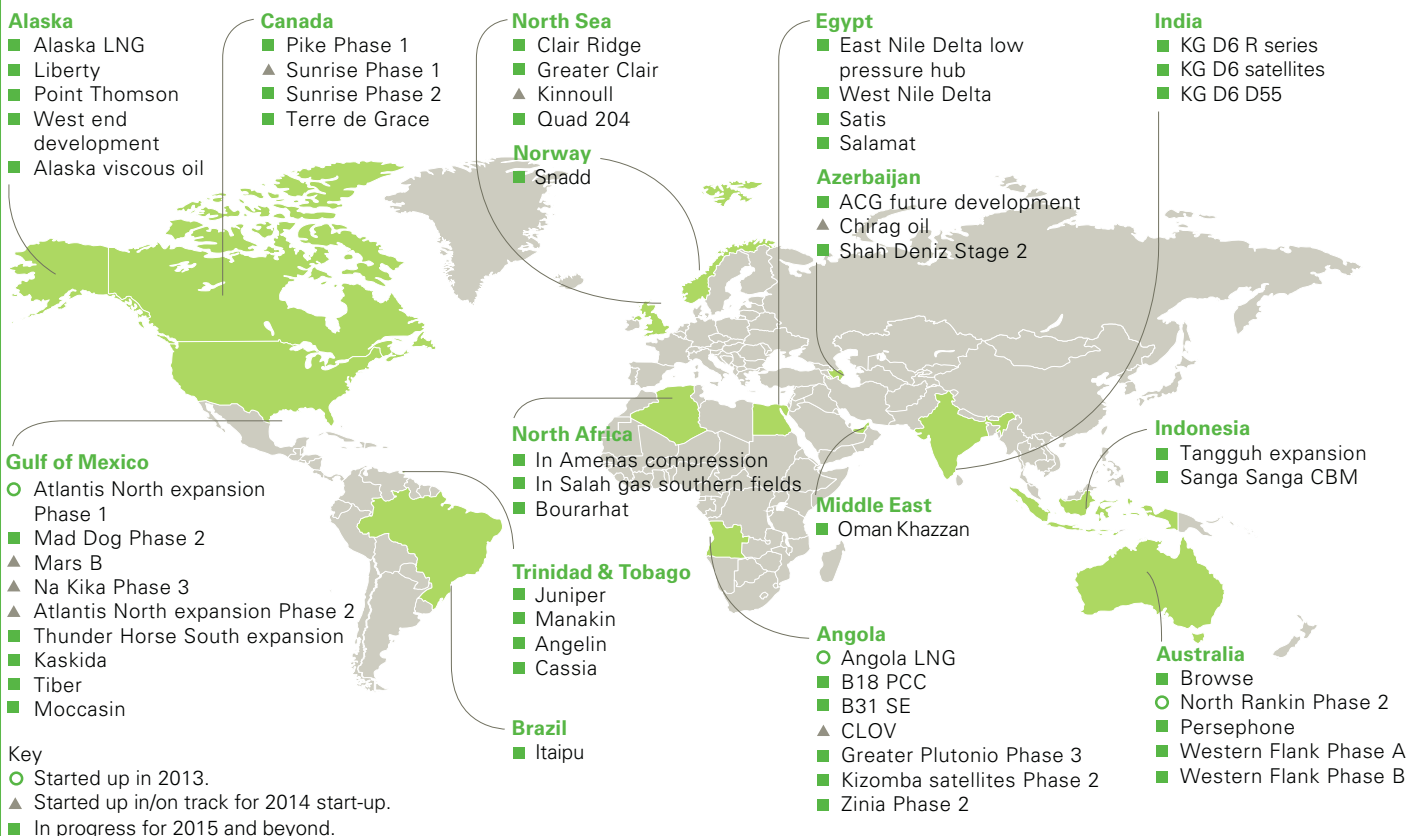 Alaska
Alaska LNG
Liberty
Point Thomson
West end
development
Alaska viscous oil
Canada
Pike Phase 1
Sunrise Phase 1
Sunrise Phase 2
Terre de Grace
North Sea
Clair Ridge
Greater Clair
Kinnoull
Quad 204
Norway
Snadd
Egypt
East Nile Delta low
pressure hub
West Nile Delta
Satis
Salamat
Azerbaijan
ACG future development
Chirag oil
Shah Deniz Stage 2
India
KG D6 R series
KG D6 satellites
KG D6 D55
Gulf of Mexico
Atlantis North expansion
Phase 1
Mad Dog Phase 2
Mars B
Na Kika Phase 3
Atlantis North expansion Phase 2
Thunder Horse South expansion
Kaskida
Tiber
Moccasin
North Africa
In Amenas compression
In Salah gas southern fields
Bourarhat
Trinidad & Tobago
Juniper
Manakin
Angelin
Cassia
Brazil
Itaipu
Middle East
Oman Khazzan
Angola
Angola LNG
B18 PCC
B31 SE
CLOV
Greater Plutonio Phase 3
Kizomba satellites Phase 2
Zinia Phase 2
Indonesia
Tangguh expansion
Sanga Sanga CBM
Australia
Browse
North Rankin Phase 2
Persephone
Western Flank Phase A
Western Flank Phase B
Key
Started up in 2013.
Started up in/on track for 2014 start-up.
In progress for 2015 and beyond.